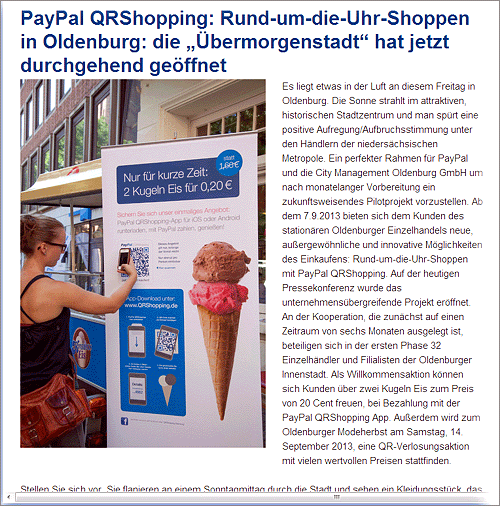 PayPal QRShopping: Rund-um-die-Uhr-Shoppen
in Oldenburg: die „Übermorgenstadt“ hat jetzt
durchgehend geöffnet
statt
1,60€
Nur für kurze Zeit:
2 Kugeln Eis für 0,20€
Sichern Sie sich unser einmaliges Angebot:
PayPal QRShopping-App für iOS oder Android
runterladen, mit PayPal zahlen, genießen!
PayPal
App-Download unter:
www.QRShopping.de
Es liegt etwas in der Luft an diesem Freitag in
Oldenburg. Die Sonne strahlt im attraktiven,
historischen Stadtzentrum und man spürt eine
positive Aufregung/Aufbruchsstimmung unter
den Händlern der niedersächsischen
Metropole. Ein perfekter Rahmen für PayPal
und die City Management Oldenburg GmbH um
nach monatelanger Vorbereitung ein
zukunftsweisendes Pilotprojekt vorzustellen. Ab
dem 7.9.2013 bieten sich dem Kunden des
stationären Oldenburger Einzelhandels neue,
außergewöhnliche und innovative Möglichkeiten
des Einkaufens: Rund-um-die-Uhr-Shoppen
mit PayPal QRShopping. Auf der heutigen
Pressekonferenz wurde das
unternehmensübergreifende Projekt eröffnet.
An der Kooperation, die zunächst auf einen
Zeitraum von sechs Monaten ausgelegt ist,
beteiligen sich in der ersten Phase 32
Einzelhändler und Filialisten der Oldenburger
Innenstadt. Als Willkommensaktion können
sich Kunden über zwei Kugeln Eis zum Preis
von 20 Cent freuen, bei Bezahlung mit der
PayPal QRShopping App. Außerdem wird zum
Oldenburger Modeherbst am Samstag, 14.
September 2013, eine QR-Verlosungsaktion
mit vielen wertvollen Preisen stattfinden.
Stellen Sie sich vor, Sie flanieren an einem Sonntagmittag durch die Stadt und sehen ein Kleidungsstück, das